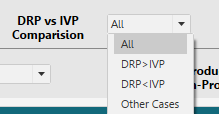 DRP vs IVP
Comparision
All
All
DRP>IVP
DRP<IVP
Other Cases